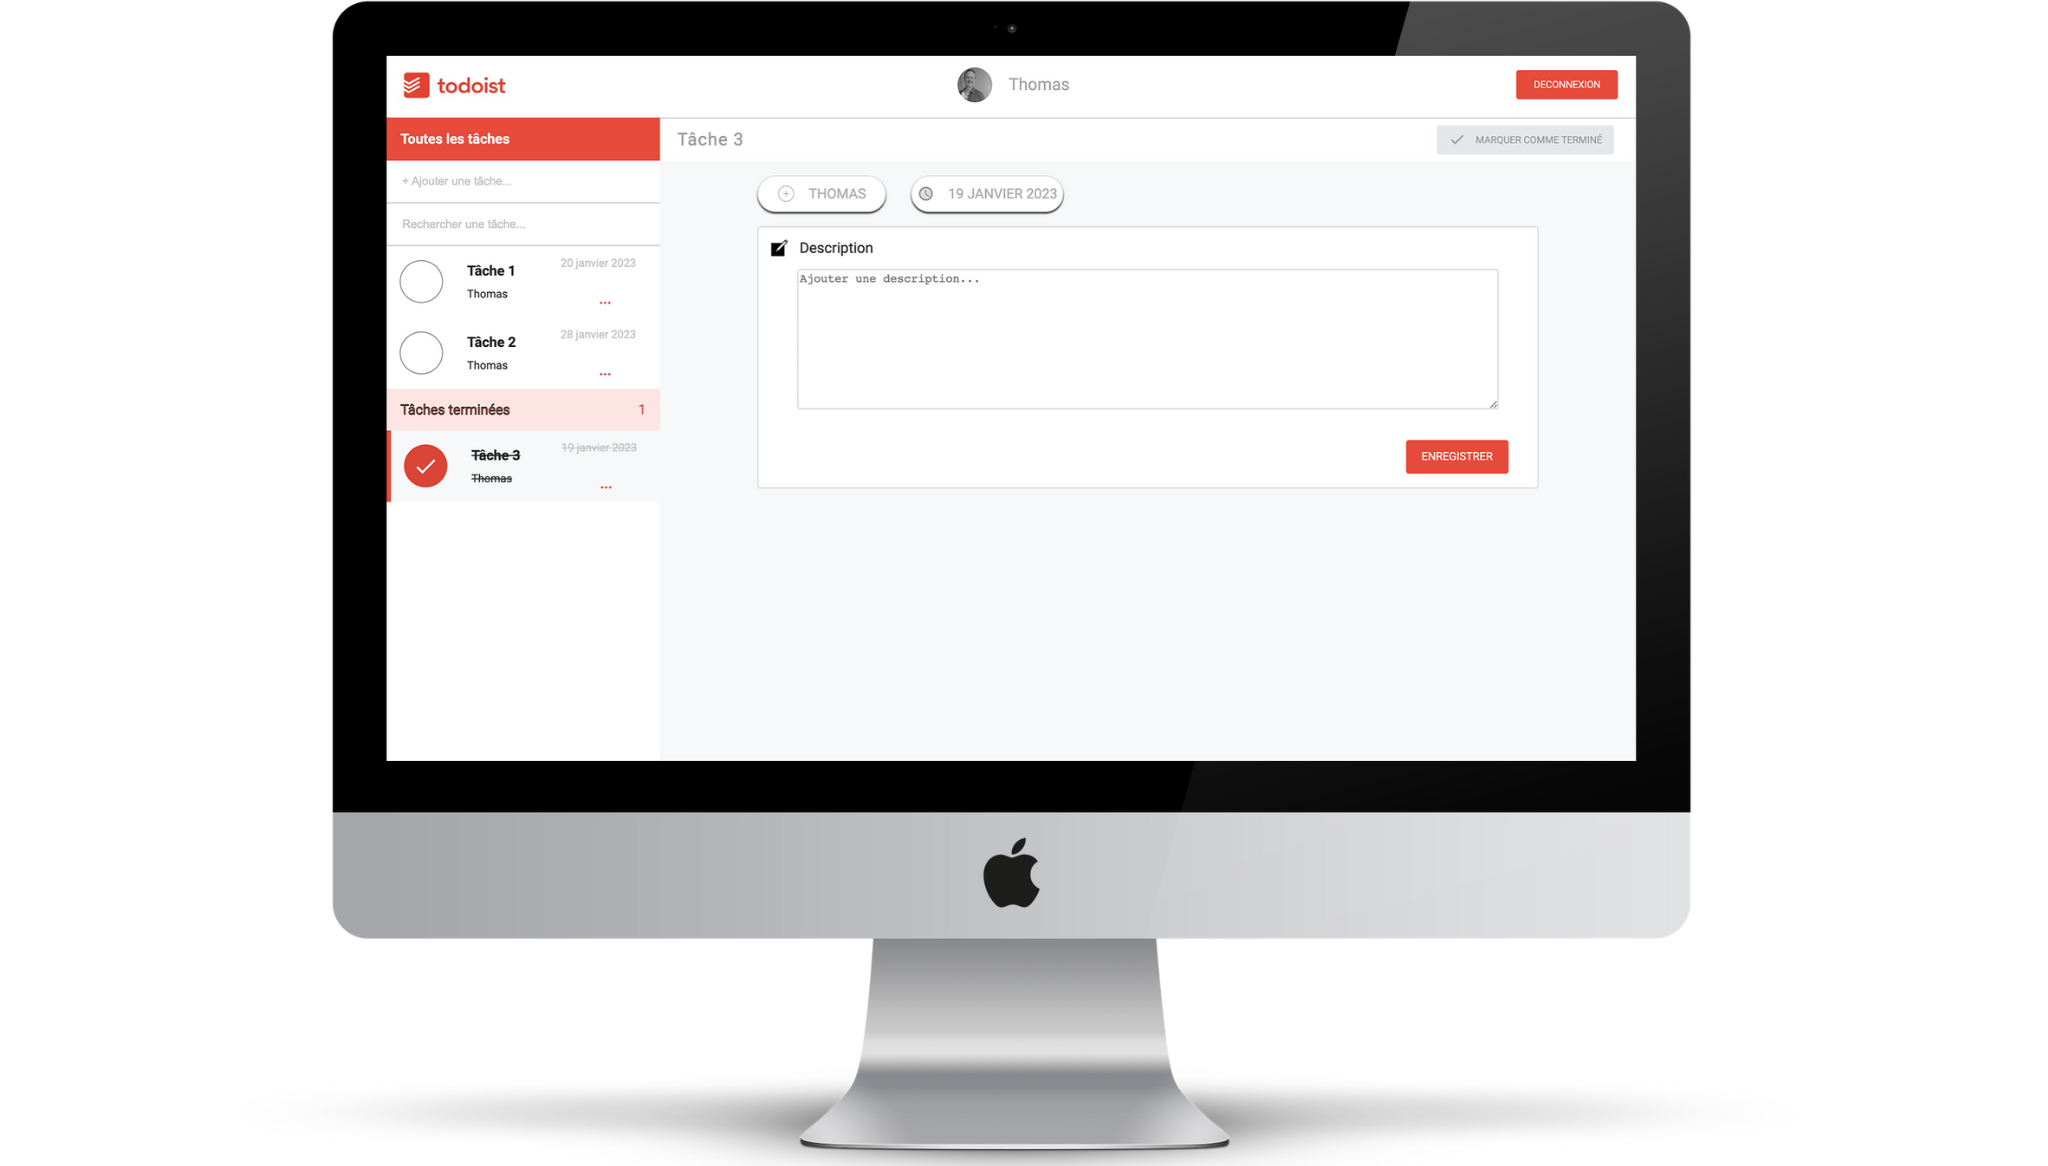 todoist
Thomas
DECONNEXION
Toutes les tâches
+ Ajouter une tâche...
Rechercher une tâche...
Tâche 1
20 janvier 2023
Thomas
...
Tâche 2
28 janvier 2023
Thomas
...
Tâches terminées
1
Tâche 3
19 janvier 2023
Thomas
...
Tâche 3
MARQUER COMME TERMINÉ
THOMAS
19 JANVIER 2023
Description
Ajouter une description...
ENREGISTRER